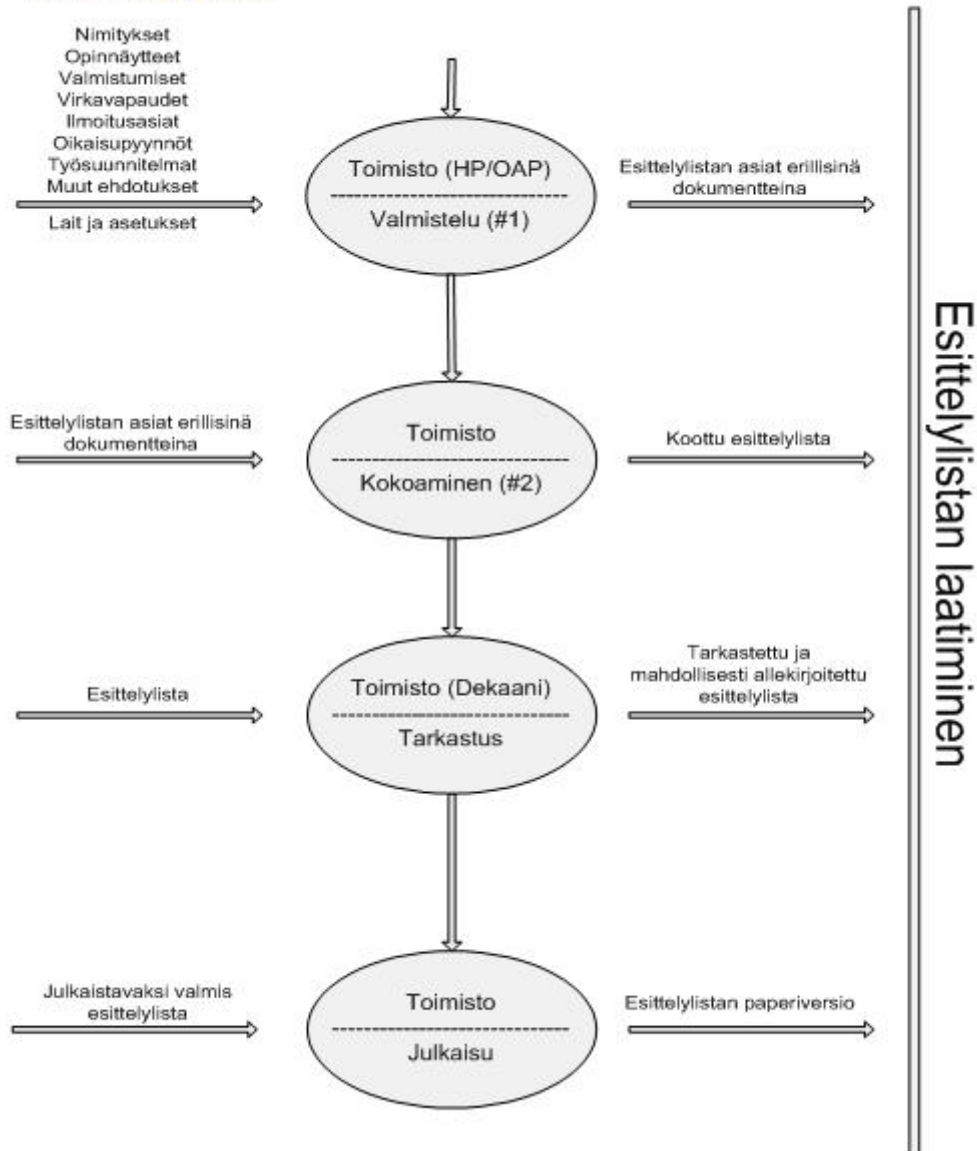 Nimitykset
Opinnäytteet
Valmistumiset
Virkavapaudet
Ilmoitusasiat
Oikaisupyynnöt
Työsuunnitelmat
Muut ehdotukset
Lait ja asetukset
Toimisto (HP/OAP)
Valmistelu (#1)
Esittelylistan asiat erillisinä
dokumentteina
Esittelylistan asiat erillisinä
dokumentteina
Toimisto
Kokoaminen (#2)
Koottu esittelylista
Esittelylista
Toimisto (Dekaani)
Tarkastus
Tarkastettu ja
mahdollisesti allekirjoitettu
esittelylista
Julkaistavaksi valmis
esittelylista
Toimisto
Julkaisu
Esittelylistan paperiversio
Esittelylistan laatiminen